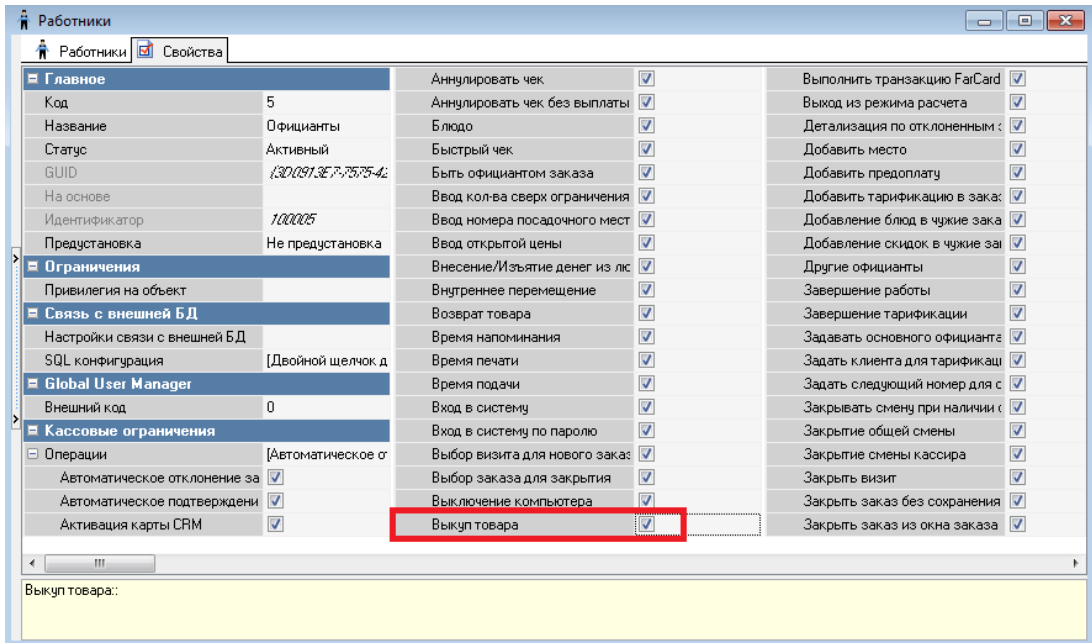 Работники
Работники
Свойства
Главное
Код 5
Название Официанты
Статус Активный
GUID
На основе
Идентификатор 100005
Предустановка Не предустановка
Ограничения
Привилегия на объект
Связь с внешней БД
Настройки связи с внешней БД
SQL конфигурация [Двойной щелчок д
Global User Manager
Внешний код 0
Кассовые ограничения
Операции [Автоматическое от
Автоматическое отклонение за
Автоматическое подтверждени
Активация карты CRM
Аннулировать чек
Аннулировать чек без выплаты
Блюдо
Быстрый чек
Быть официантом заказа
Ввод кол-ва сверх ограничения
Ввод номера посадочного мест
Ввод открытой цены
Внесение/Изъятие денег из лю
Внутреннее перемещение
Возврат товара
Время напоминания
Время печати
Время подачи
Вход в систему
Вход в систему по паролю
Выбор визита для нового заказ
Выбор заказа для закрытия
Выключение компьютера
Выкуп товара
Выполнить транзакцию FarCard
Выход из режима расчета
Детализация по отклоненным з
Добавить место
Добавить предоплату
Добавить тарификацию в заказ
Добавление блюд в чужие зака
Добавление скидок в чужие зак
Другие официанты
Завершение работы
Завершение тарификации
Задавать основного официанта
Задать клиента для тарификаци
Задать следующий номер для с
Закрывать смену при наличии
Закрытие общей смены
Закрытие смены кассира
Закрыть визит
Закрыть заказ без сохранения
Закрыть заказ из окна заказа
Выкуп товара::